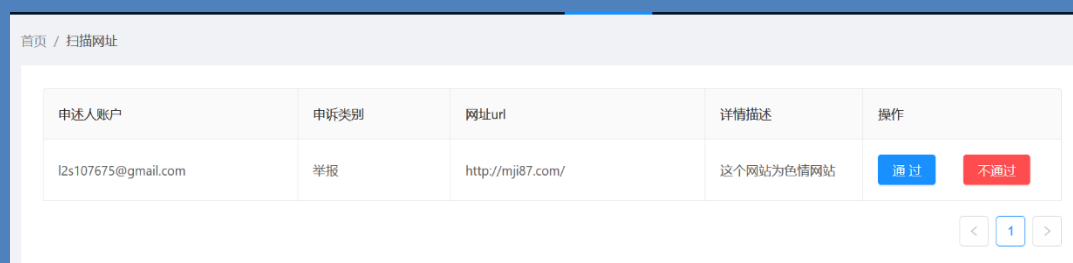 首页 / 扫描网址
申述人账户 申诉类别 网址url 详情描述 操作
l2s107675@gmail.com 举报 http://mji87.com/ 这个网站为色情网站 通 过 不通过
< 1 >